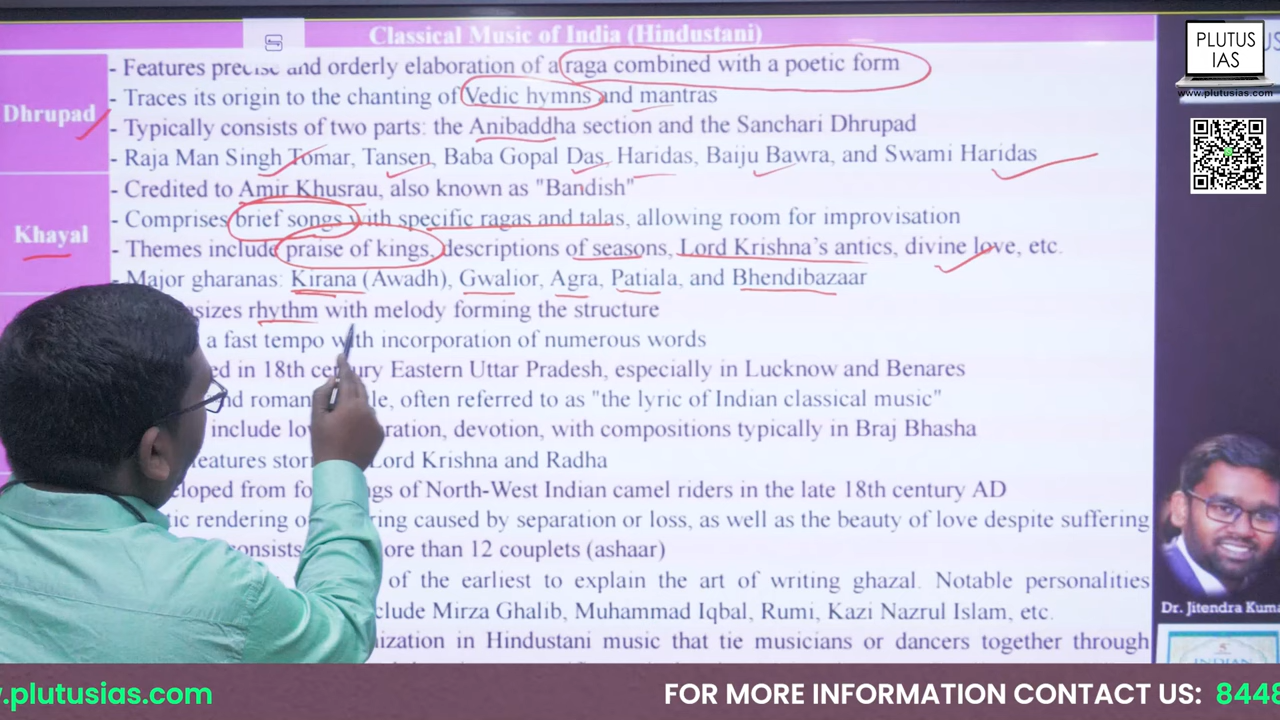 Classical Music of India (Hindustani)
PLUTUS
IAS
www.plutusias.com
Dhrupad
- Features precise and orderly elaboration of a raga combined with a poetic form
- Traces its origin to the chanting of Vedic hymns and mantras
- Typically consists of two parts: the Anibaddha section and the Sanchari Dhrupad
- Raja Man Singh Tomar, Tansen, Baba Gopal Das, Haridas, Baiju Bawra, and Swami Haridas
Khayal
- Credited to Amir Khusrau, also known as "Bandish"
- Comprises brief songs with specific ragas and talas, allowing room for improvisation
- Themes include praise of kings, descriptions of seasons, Lord Krishna's antics, divine love, etc.
- Major gharanas: Kirana (Awadh), Gwalior, Agra, Patiala, and Bhendibazaar
sizes rhythm with melody forming the structure
a fast tempo with incorporation of numerous words
ed in 18th century Eastern Uttar Pradesh, especially in Lucknow and Benares
nd roman le, often referred to as "the lyric of Indian classical music"
include lo ration, devotion, with compositions typically in Braj Bhasha
features stor Lord Krishna and Radha
eloped from fo gs of North-West Indian camel riders in the late 18th century AD
tic rendering o ring caused by separation or loss, as well as the beauty of love despite suffering
onsists ore than 12 couplets (ashaar)
of the earliest to explain the art of writing ghazal. Notable personalities
clude Mirza Ghalib, Muhammad Iqbal, Rumi, Kazi Nazrul Islam, etc.
ization in Hindustani music that tie musicians or dancers together through
Dr. Jitendra Kuma
INDIAN
.plutusias.com
FOR MORE INFORMATION CONTACT US: 8448